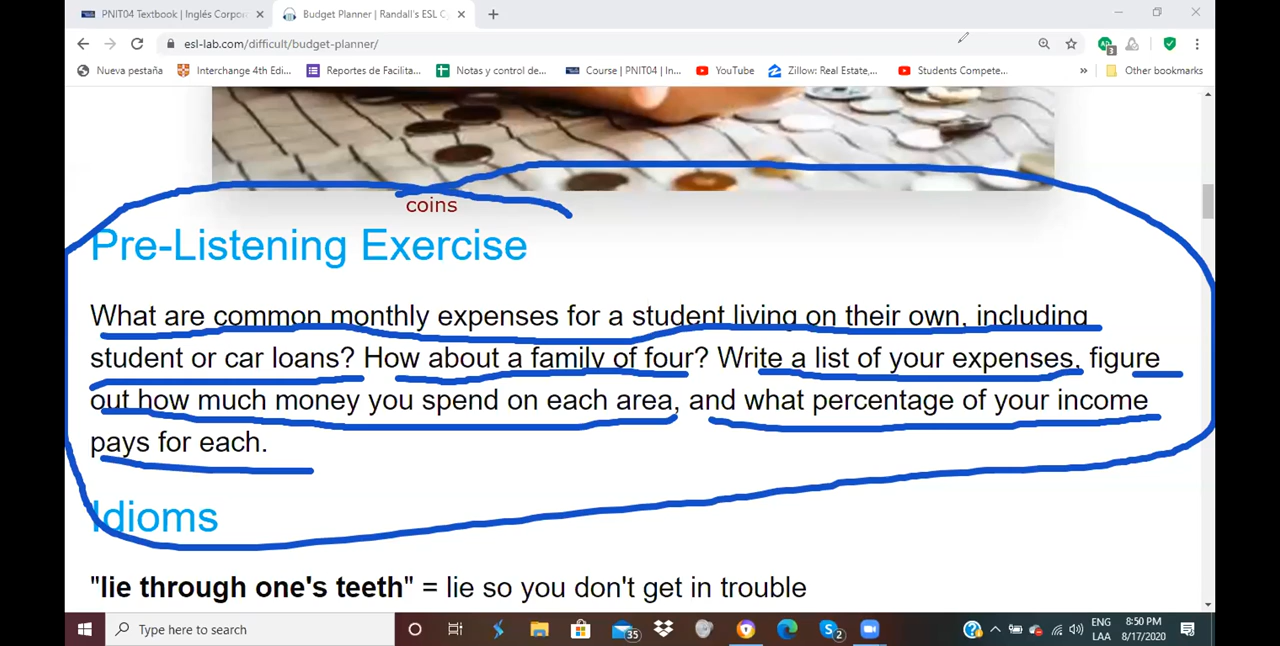 PNIT04 Textbook | Inglés Corpor
Budget Planner | Randall's ESL C
esl-lab.com/difficult/budget-planner/
3
Nueva pestaña
Interchange 4th Edi...
Reportes de Facilita...
Notas y control de...
Course | PNIT04 | In...
YouTube
Zillow: Real Estate,...
Students Compete...
»
Other bookmarks
coins
Pre-Listening Exercise
What are common monthly expenses for a student living on their own, including
student or car loans? How about a family of four? Write a list of your expenses, figure
out how much money you spend on each area, and what percentage of your income
pays for each.
Idioms
"lie through one's teeth" = lie so you don't get in trouble
Type here to search
35
2
ENG
LAA
8:50 PM
8/17/2020